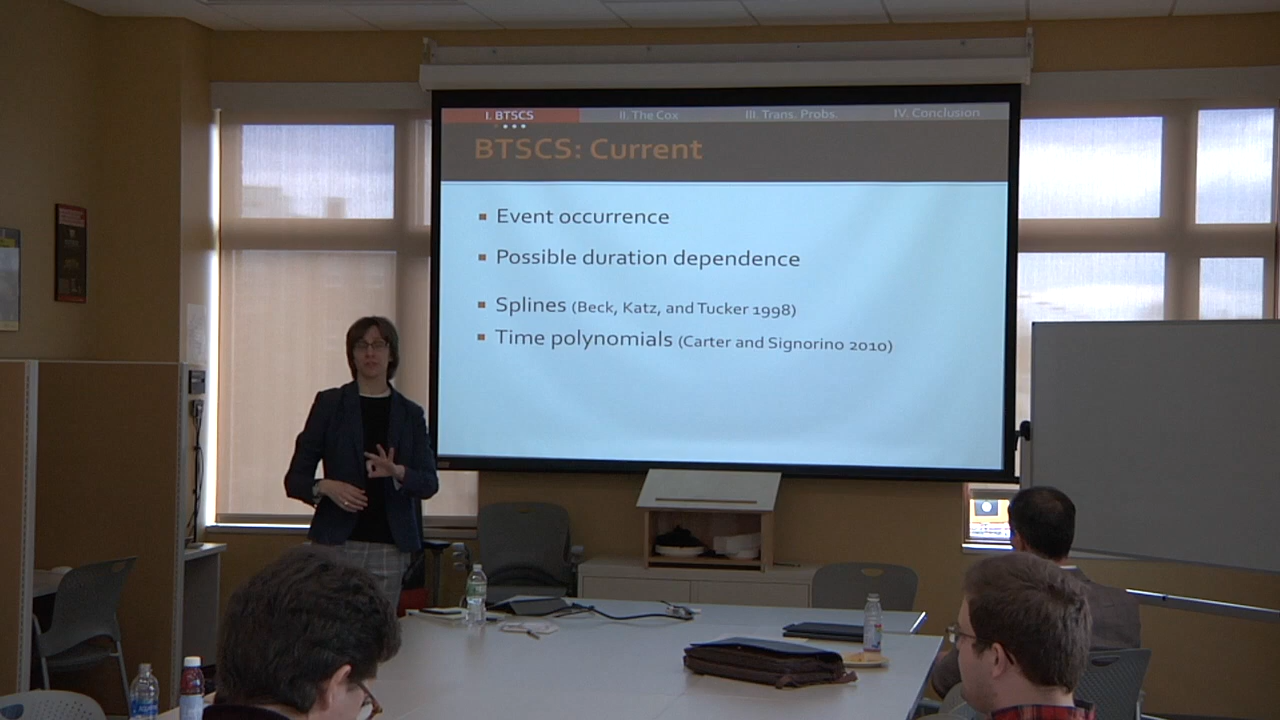 I. BTSCS
II. The Cox
III. Trans. Probs.
IV. Conclusion
BTSCS: Current
Event occurrence
Possible duration dependence
Splines (Beck, Katz, and Tucker 1998)
Time polynomials (Carter and Signorino 2010)